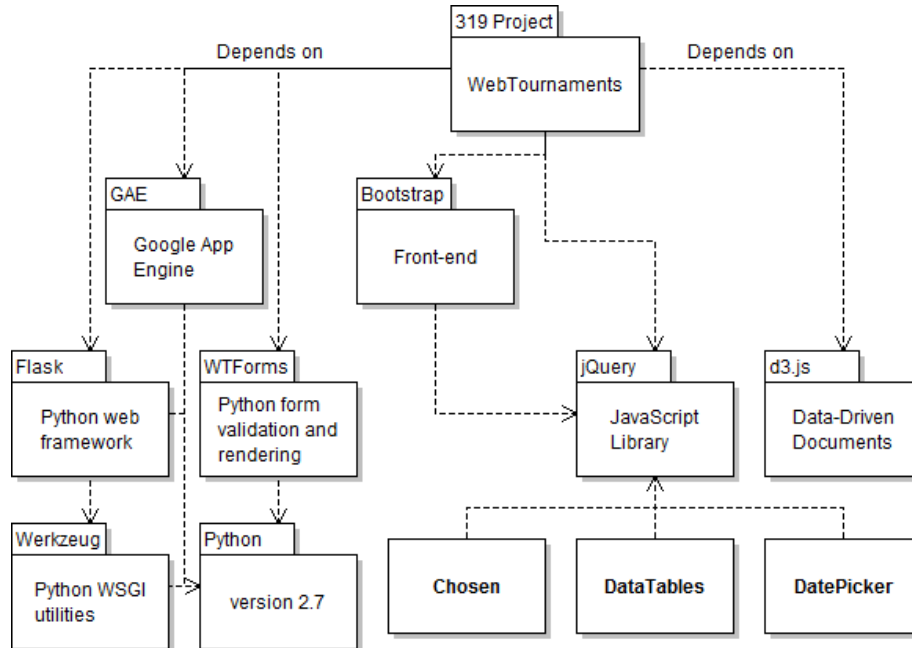 319 Project
WebTournaments
Depends on
Depends on
GAE
Google App
Engine
Bootstrap
Front-end
Flask
Python web
framework
WTForms
Python form
validation and
rendering
jQuery
JavaScript
Library
d3.js
Data-Driven
Documents
Werkzeug
Python WSGI
utilities
Python
version 2.7
Chosen
DataTables
DatePicker